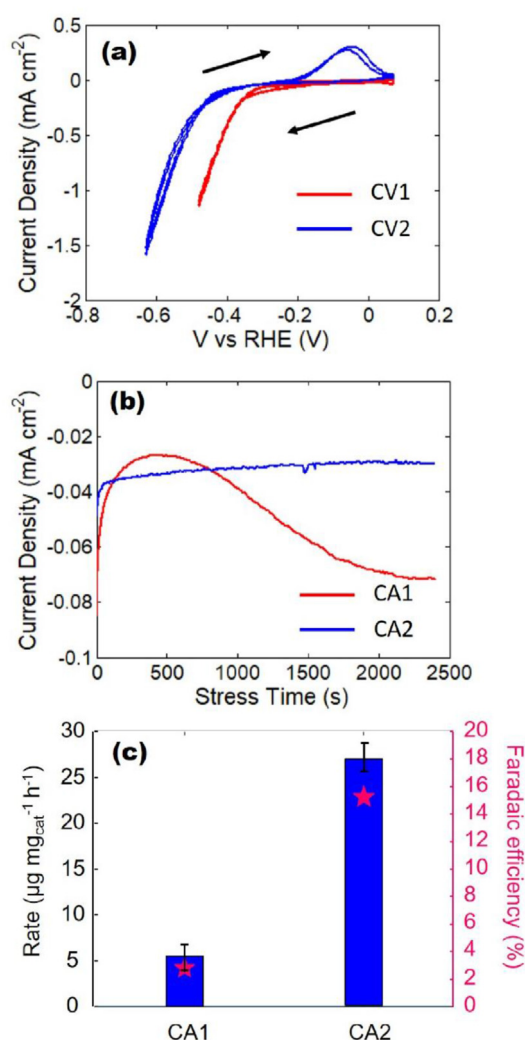 (a)
0.5
0
-0.5
-1
-1.5
-2
Current Density (mA cm⁻²)
CV1
CV2
-0.8 -0.6 -0.4 -0.2 0 0.2
V vs RHE (V)
(b)
0
-0.02
-0.04
-0.06
-0.08
-0.1
Current Density (mA cm⁻²)
CA1
CA2
0 500 1000 1500 2000 2500
Stress Time (s)
(c)
30
25
20
15
10
5
0
Rate (μg mg_cat⁻¹ h⁻¹)
20
18
16
14
12
10
8
6
4
2
0
Faradaic efficiency (%)
CA1 CA2